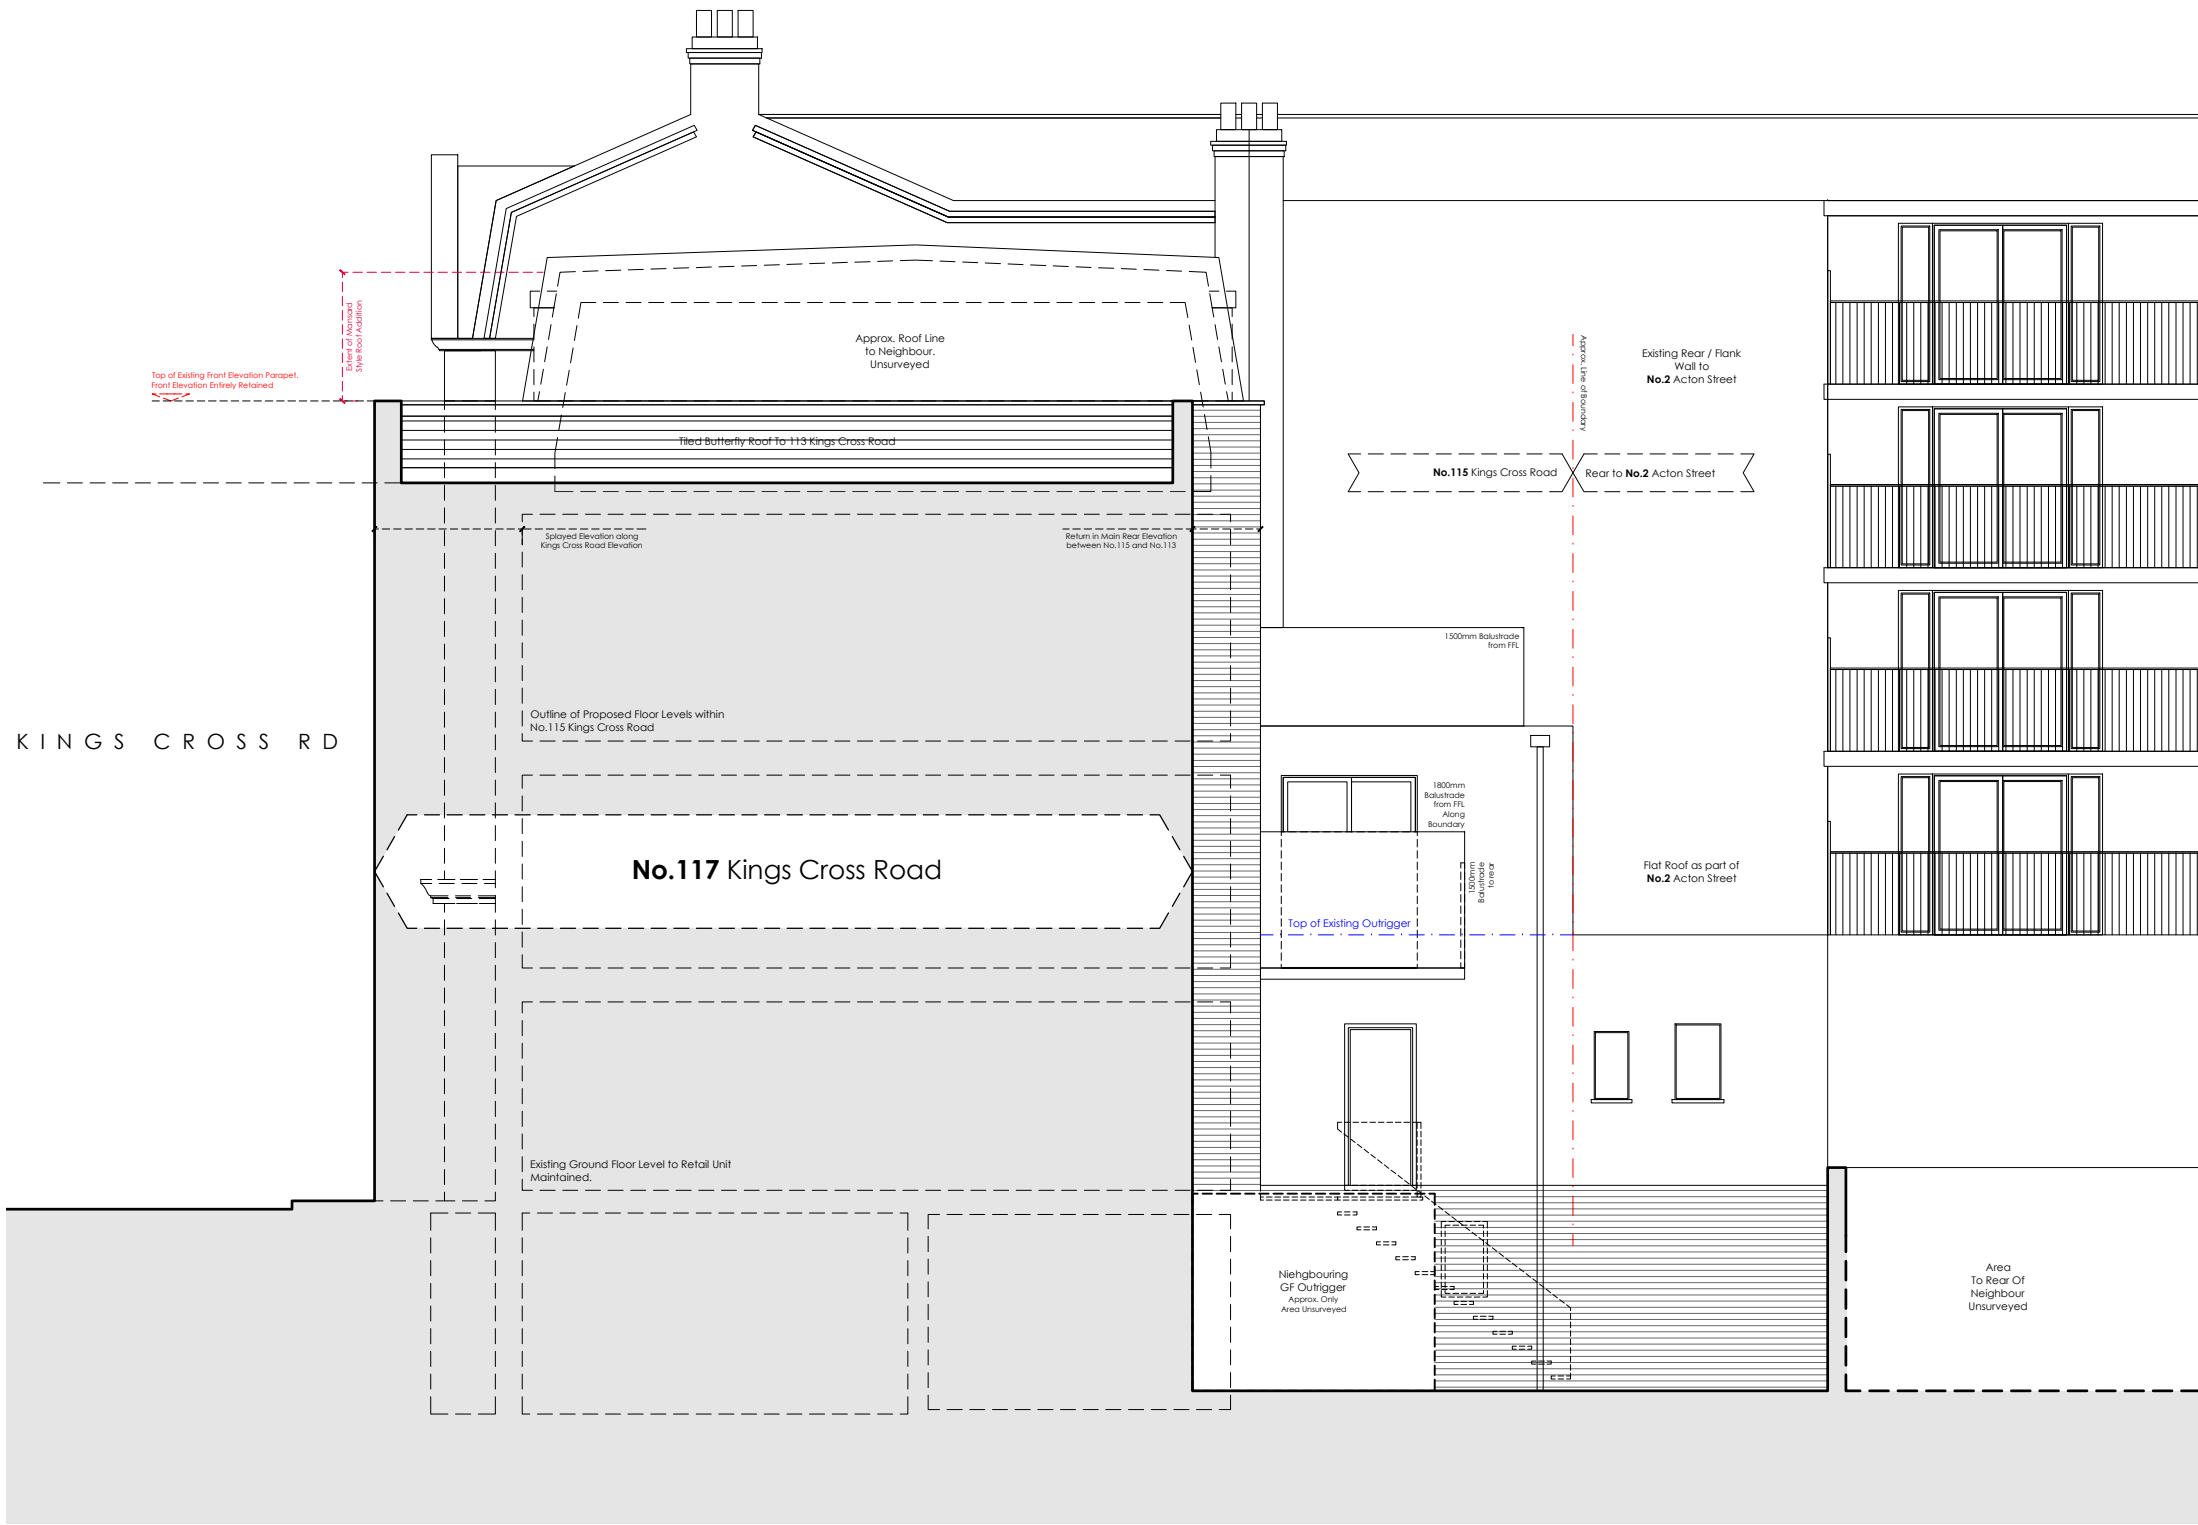 Extent of Mansard
Style Roof Addition
Approx. Roof Line
to Neighbour.
Unsurveyed
Top of Existing Front Elevation Parapet.
Front Elevation Entirely Retained
Approx. Line of Boundary
Existing Rear / Flank
Wall to
No.2 Acton Street
Tiled Butterfly Roof To 113 Kings Cross Road
No.115 Kings Cross Road
Rear to No.2 Acton Street
Splayed Elevation along
Kings Cross Road Elevation
Return in Main Rear Elevation
between No.115 and No.113
1500mm Balustrade
from FFL
Outline of Proposed Floor Levels within
No.115 Kings Cross Road
KINGS CROSS RD
1800mm
Balustrade
from FFL
Along
Boundary
No.117 Kings Cross Road
1500mm
Balustrade
to rear
Flat Roof as part of
No.2 Acton Street
Top of Existing Outrigger
Existing Ground Floor Level to Retail Unit
Maintained.
Niehgbouring
GF Outrigger
Approx. Only
Area Unsurveyed
Area
To Rear Of
Neighbour
Unsurveyed